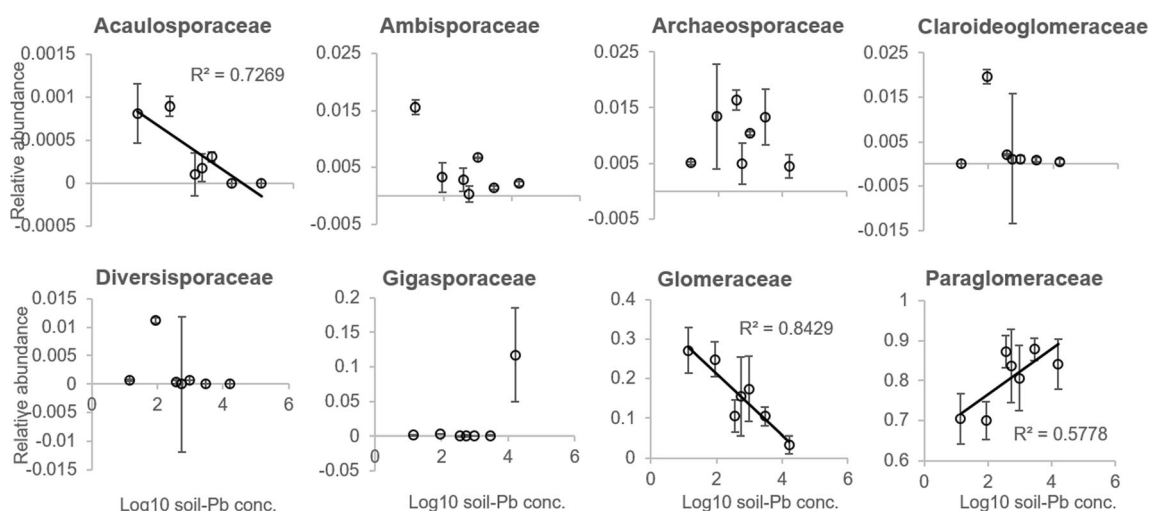 Acaulosporaceae
Relative abundance
0.0015
0.001
0.0005
0
-0.0005
R² = 0.7269
Ambisporaceae
0.025
0.015
0.005
-0.005
Archaeosporaceae
0.025
0.015
0.005
-0.005
Claroideoglomeraceae
0.025
0.015
0.005
-0.005
-0.015
Diversisporaceae
Relative abundance
0.015
0.01
0.005
0
-0.005
-0.01
-0.015
0 2 4 6
Log10 soil-Pb conc.
Gigasporaceae
0.2
0.15
0.1
0.05
0
-0.05
0 2 4 6
Log10 soil-Pb conc.
Glomeraceae
0.4
0.3
0.2
0.1
0
R² = 0.8429
0 2 4 6
Log10 soil-Pb conc.
Paraglomeraceae
1
0.9
0.8
0.7
0.6
R² = 0.5778
0 2 4 6
Log10 soil-Pb conc.